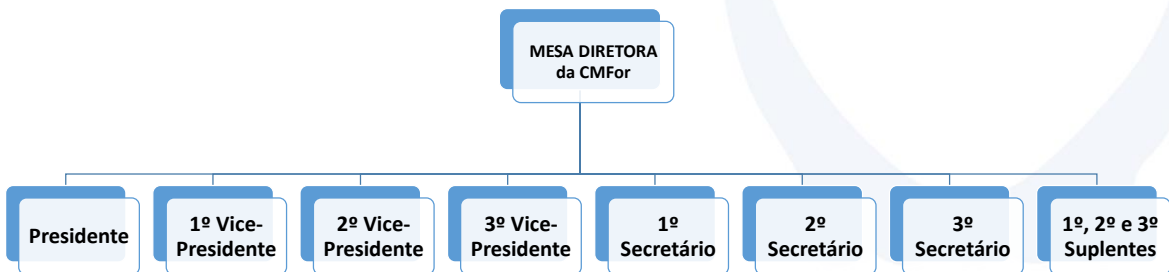 MESA DIRETORA
da CMFor
Presidente
1º Vice-
Presidente
2º Vice-
Presidente
3º Vice-
Presidente
1º
Secretário
2º
Secretário
3º
Secretário
1º, 2º e 3º
Suplentes